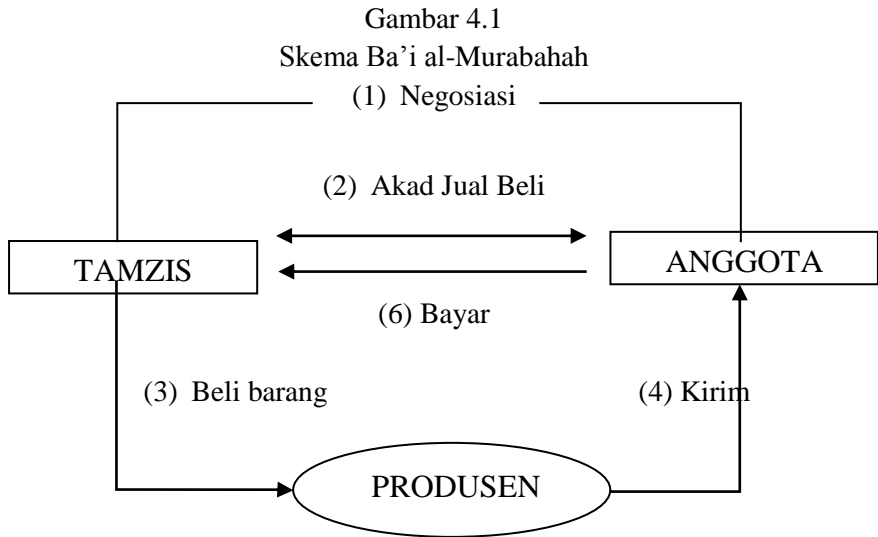 Gambar 4.1
Skema Ba’i al-Murabahah
(1) Negosiasi
(2) Akad Jual Beli
TAMZIS
ANGGOTA
(6) Bayar
(3) Beli barang
(4) Kirim
PRODUSEN